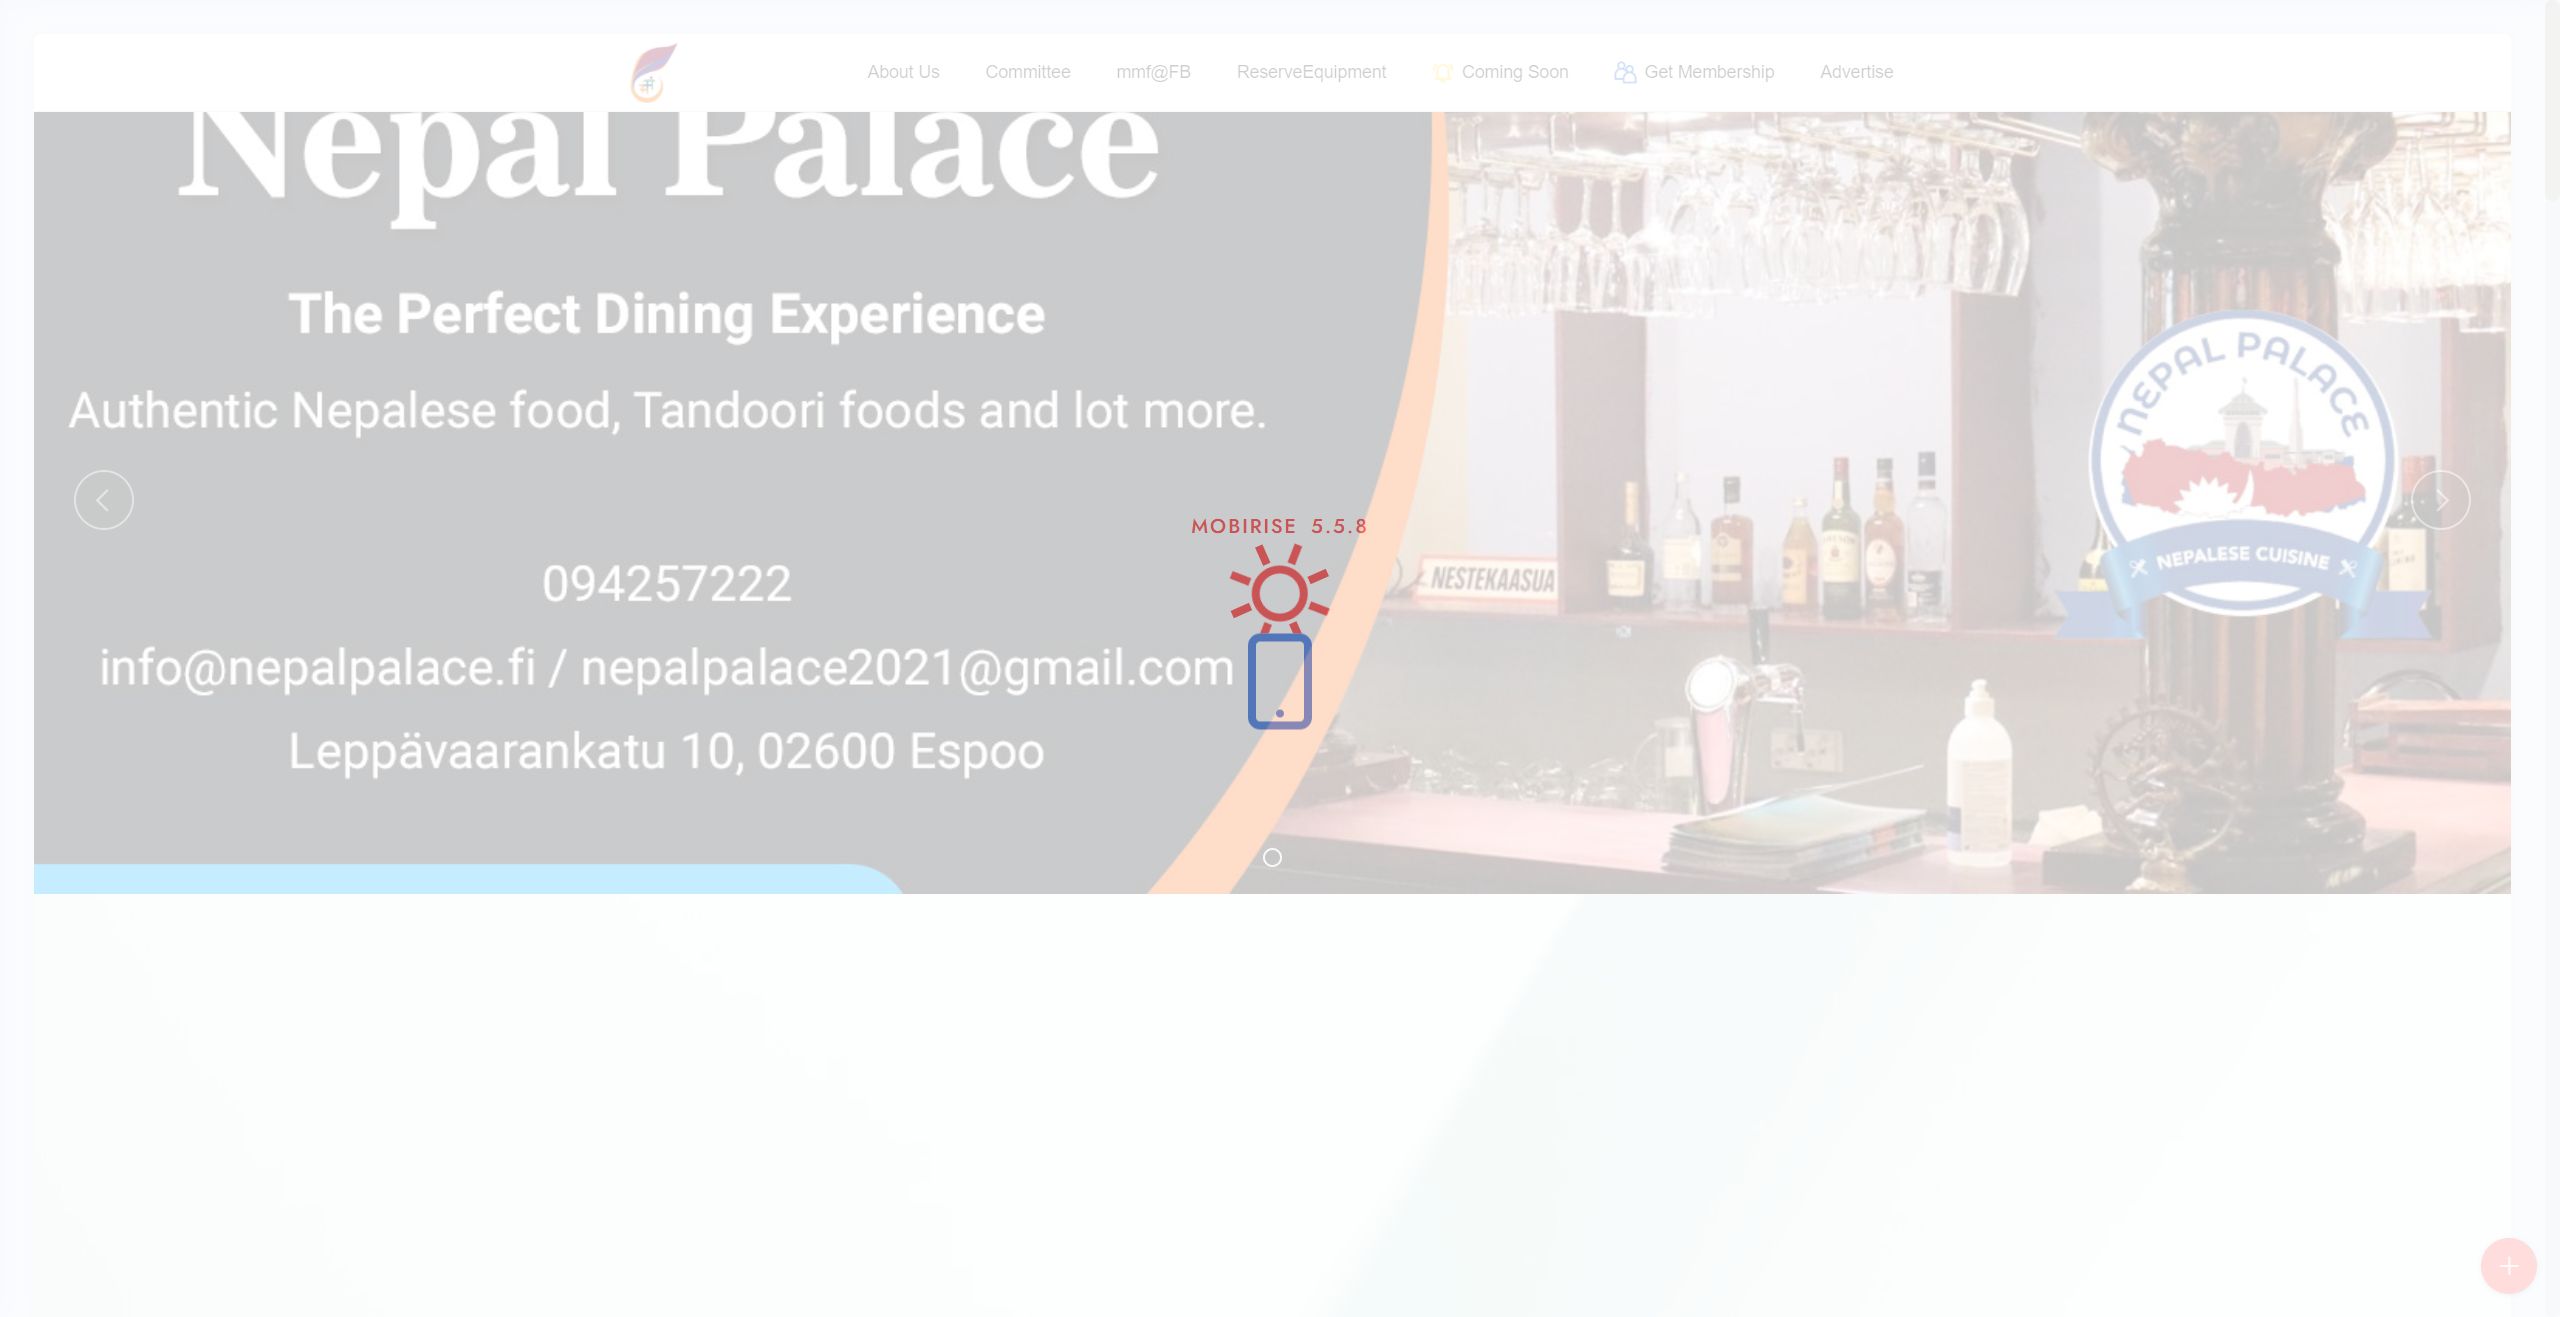 About Us Committee mmf@FB ReserveEquipment Coming Soon Get Membership Advertise
Nepal Palace
The Perfect Dining Experience
Authentic Nepalese food, Tandoori foods and lot more.
NEPAL PALACE
NEPALESE CUISINE
MOBIRISE 5.5.8
NESTEKAASUA
094257222
info@nepalpalace.fi / nepalpalace2021@gmail.com
Leppävaarankatu 10, 02600 Espoo